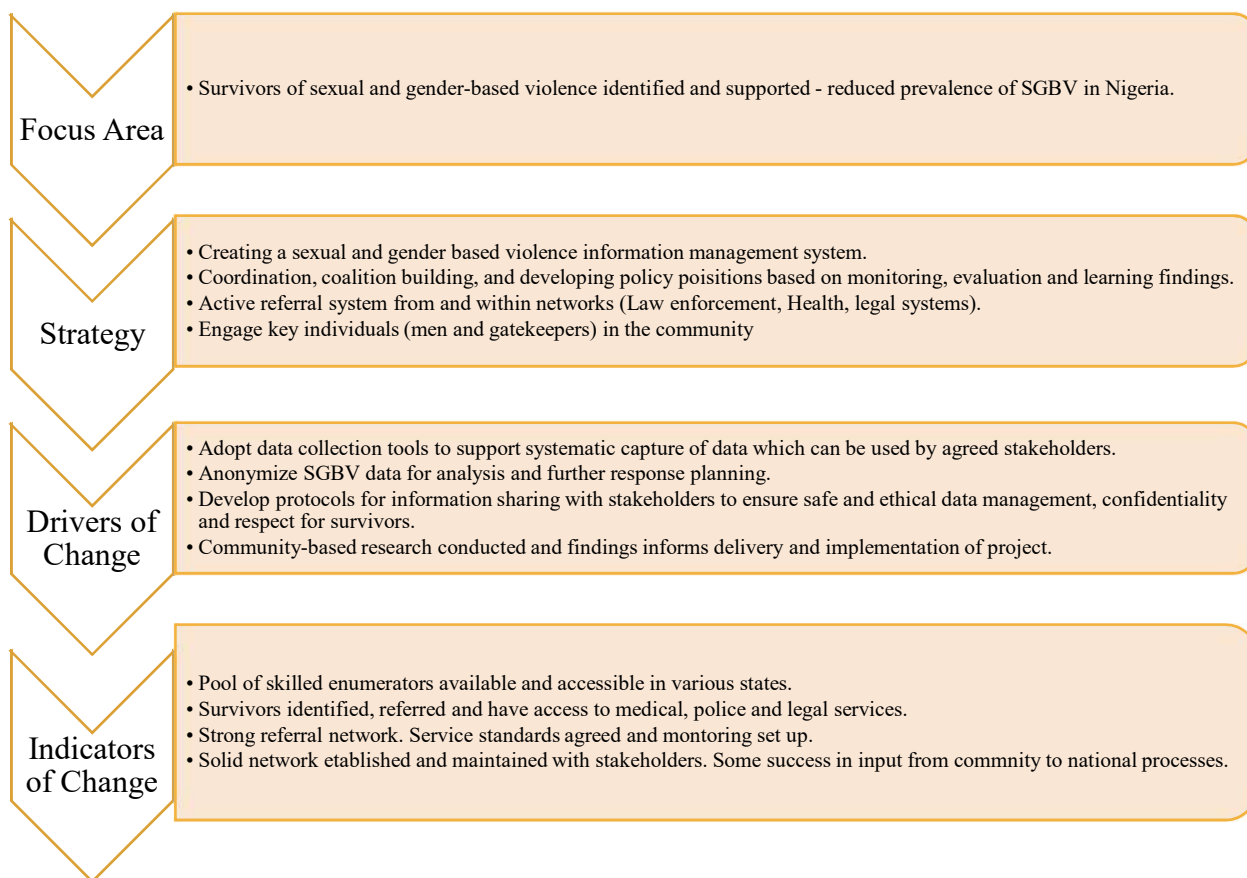 Focus Area
• Survivors of sexual and gender-based violence identified and supported - reduced prevalence of SGBV in Nigeria.
Strategy
• Creating a sexual and gender based violence information management system.
• Coordination, coalition building, and developing policy poisitions based on monitoring, evaluation and learning findings.
• Active referral system from and within networks (Law enforcement, Health, legal systems).
• Engage key individuals (men and gatekeepers) in the community
Drivers of
Change
• Adopt data collection tools to support systematic capture of data which can be used by agreed stakeholders.
• Anonymize SGBV data for analysis and further response planning.
• Develop protocols for information sharing with stakeholders to ensure safe and ethical data management, confidentiality
and respect for survivors.
• Community-based research conducted and findings informs delivery and implementation of project.
Indicators
of Change
• Pool of skilled enumerators available and accessible in various states.
• Survivors identified, referred and have access to medical, police and legal services.
• Strong referral network. Service standards agreed and montoring set up.
• Solid network etablished and maintained with stakeholders. Some success in input from commnity to national processes.